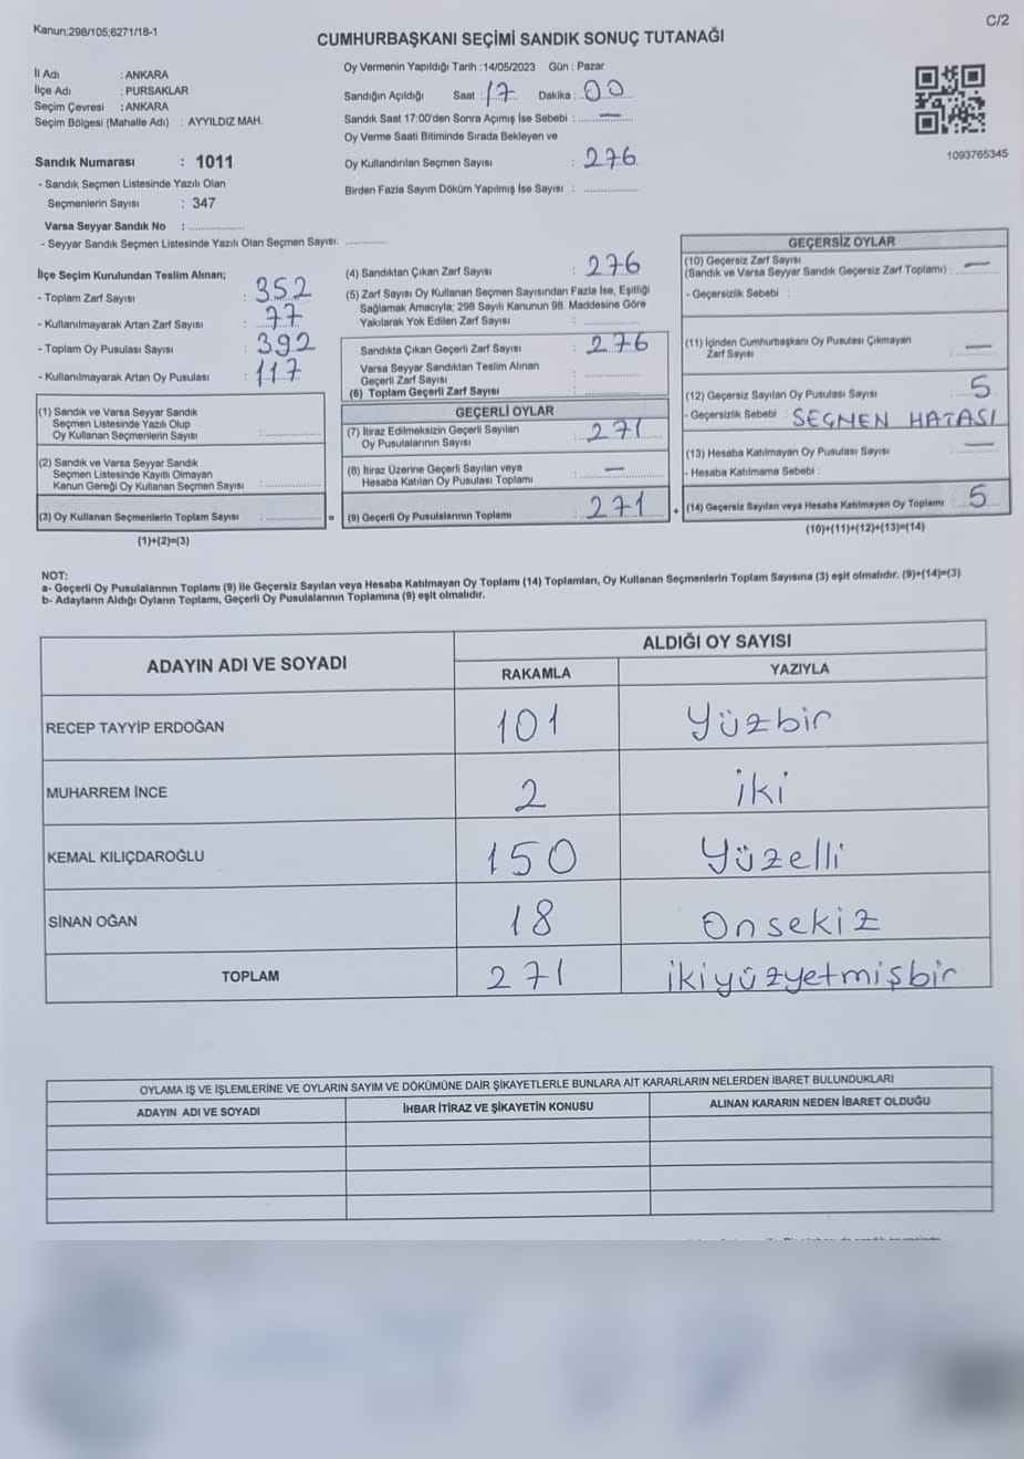 Kanun:298/105;6271/18-1
C/2
CUMHURBAŞKANI SEÇİMİ SANDIK SONUÇ TUTANAĞI
İl Adı : ANKARA
İlçe Adı : PURSAKLAR
Seçim Çevresi : ANKARA
Seçim Bölgesi (Mahalle Adı) : AYYILDIZ MAH.
Sandık Numarası : 1011
- Sandık Seçmen Listesinde Yazılı Olan
Seçmenlerin Sayısı : 347
Varsa Seyyar Sandık No :
- Seyyar Sandık Seçmen Listesinde Yazılı Olan Seçmen Sayısı:
Oy Vermenin Yapıldığı Tarih :14/05/2023 Gün : Pazar
Sandığın Açıldığı Saat : 17 Dakika : 00
Sandık Saat 17:00'den Sonra Açımış İse Sebebi : —
Oy Verme Saati Bitiminde Sırada Bekleyen ve
Oy Kullandırılan Seçmen Sayısı : 276
Birden Fazla Sayım Döküm Yapılmış İse Sayısı :
1093765345
İlçe Seçim Kurulundan Teslim Alınan;
- Toplam Zarf Sayısı : 352
- Kullanılmayarak Artan Zarf Sayısı : 77
- Toplam Oy Pusulası Sayısı : 392
- Kullanılmayarak Artan Oy Pusulası : 117
(1) Sandık ve Varsa Seyyar Sandık
Seçmen Listesinde Yazılı Olup
Oy Kullanan Seçmenlerin Sayısı :
(2) Sandık ve Varsa Seyyar Sandık
Seçmen Listesinde Kayıtlı Olmayan
Kanun Gereği Oy Kullanan Seçmen Sayısı :
(3) Oy Kullanan Seçmenlerin Toplam Sayısı :
(1)+(2)=(3)
(4) Sandıktan Çıkan Zarf Sayısı : 276
(5) Zarf Sayısı Oy Kullanan Seçmen Sayısından Fazla İse, Eşitliği
Sağlamak Amacıyla; 298 Sayılı Kanunun 98. Maddesine Göre
Yakılarak Yok Edilen Zarf Sayısı :
Sandıkta Çıkan Geçerli Zarf Sayısı : 276
Varsa Seyyar Sandıktan Teslim Alınan
Geçerli Zarf Sayısı :
(6) Toplam Geçerli Zarf Sayısı :
GEÇERLİ OYLAR
(7) İtiraz Edilmeksizin Geçerli Sayılan
Oy Pusulalarının Sayısı : 271
(8) İtiraz Üzerine Geçerli Sayılan veya
Hesaba Katılan Oy Pusulası Toplamı : —
= (9) Geçerli Oy Pusulalarının Toplamı : 271
GEÇERSİZ OYLAR
(10) Geçersiz Zarf Sayısı
(Sandık ve Varsa Seyyar Sandık Geçersiz Zarf Toplamı) : —
- Geçersizlik Sebebi :
(11) İçinden Cumhurbaşkanı Oy Pusulası Çıkmayan
Zarf Sayısı : —
(12) Geçersiz Sayılan Oy Pusulası Sayısı : 5
- Geçersizlik Sebebi : SEÇMEN HATASI
(13) Hesaba Katılmayan Oy Pusulası Sayısı : —
- Hesaba Katılmama Sebebi :
+ (14) Geçersiz Sayılan veya Hesaba Katılmayan Oy Toplamı : 5
(10)+(11)+(12)+(13)=(14)
NOT:
a- Geçerli Oy Pusulalarının Toplamı (9) ile Geçersiz Sayılan veya Hesaba Katılmayan Oy Toplamı (14) Toplamları, Oy Kullanan Seçmenlerin Toplam Sayısına (3) eşit olmalıdır. (9)+(14)=(3)
b- Adayların Aldığı Oyların Toplamı, Geçerli Oy Pusulalarının Toplamına (9) eşit olmalıdır.
ADAYIN ADI VE SOYADI
ALDIĞI OY SAYISI
RAKAMLA YAZIYLA
RECEP TAYYİP ERDOĞAN 101 Yüzbir
MUHARREM İNCE 2 iki
KEMAL KILIÇDAROĞLU 150 Yüzelli
SİNAN OĞAN 18 Onsekiz
TOPLAM 271 ikiyüzyetmişbir
OYLAMA İŞ VE İŞLEMLERİNE VE OYLARIN SAYIM VE DÖKÜMÜNE DAİR ŞİKAYETLERLE BUNLARA AİT KARARLARIN NELERDEN İBARET BULUNDUKLARI
ADAYIN ADI VE SOYADI İHBAR İTİRAZ VE ŞİKAYETİN KONUSU ALINAN KARARIN NEDEN İBARET OLDUĞU